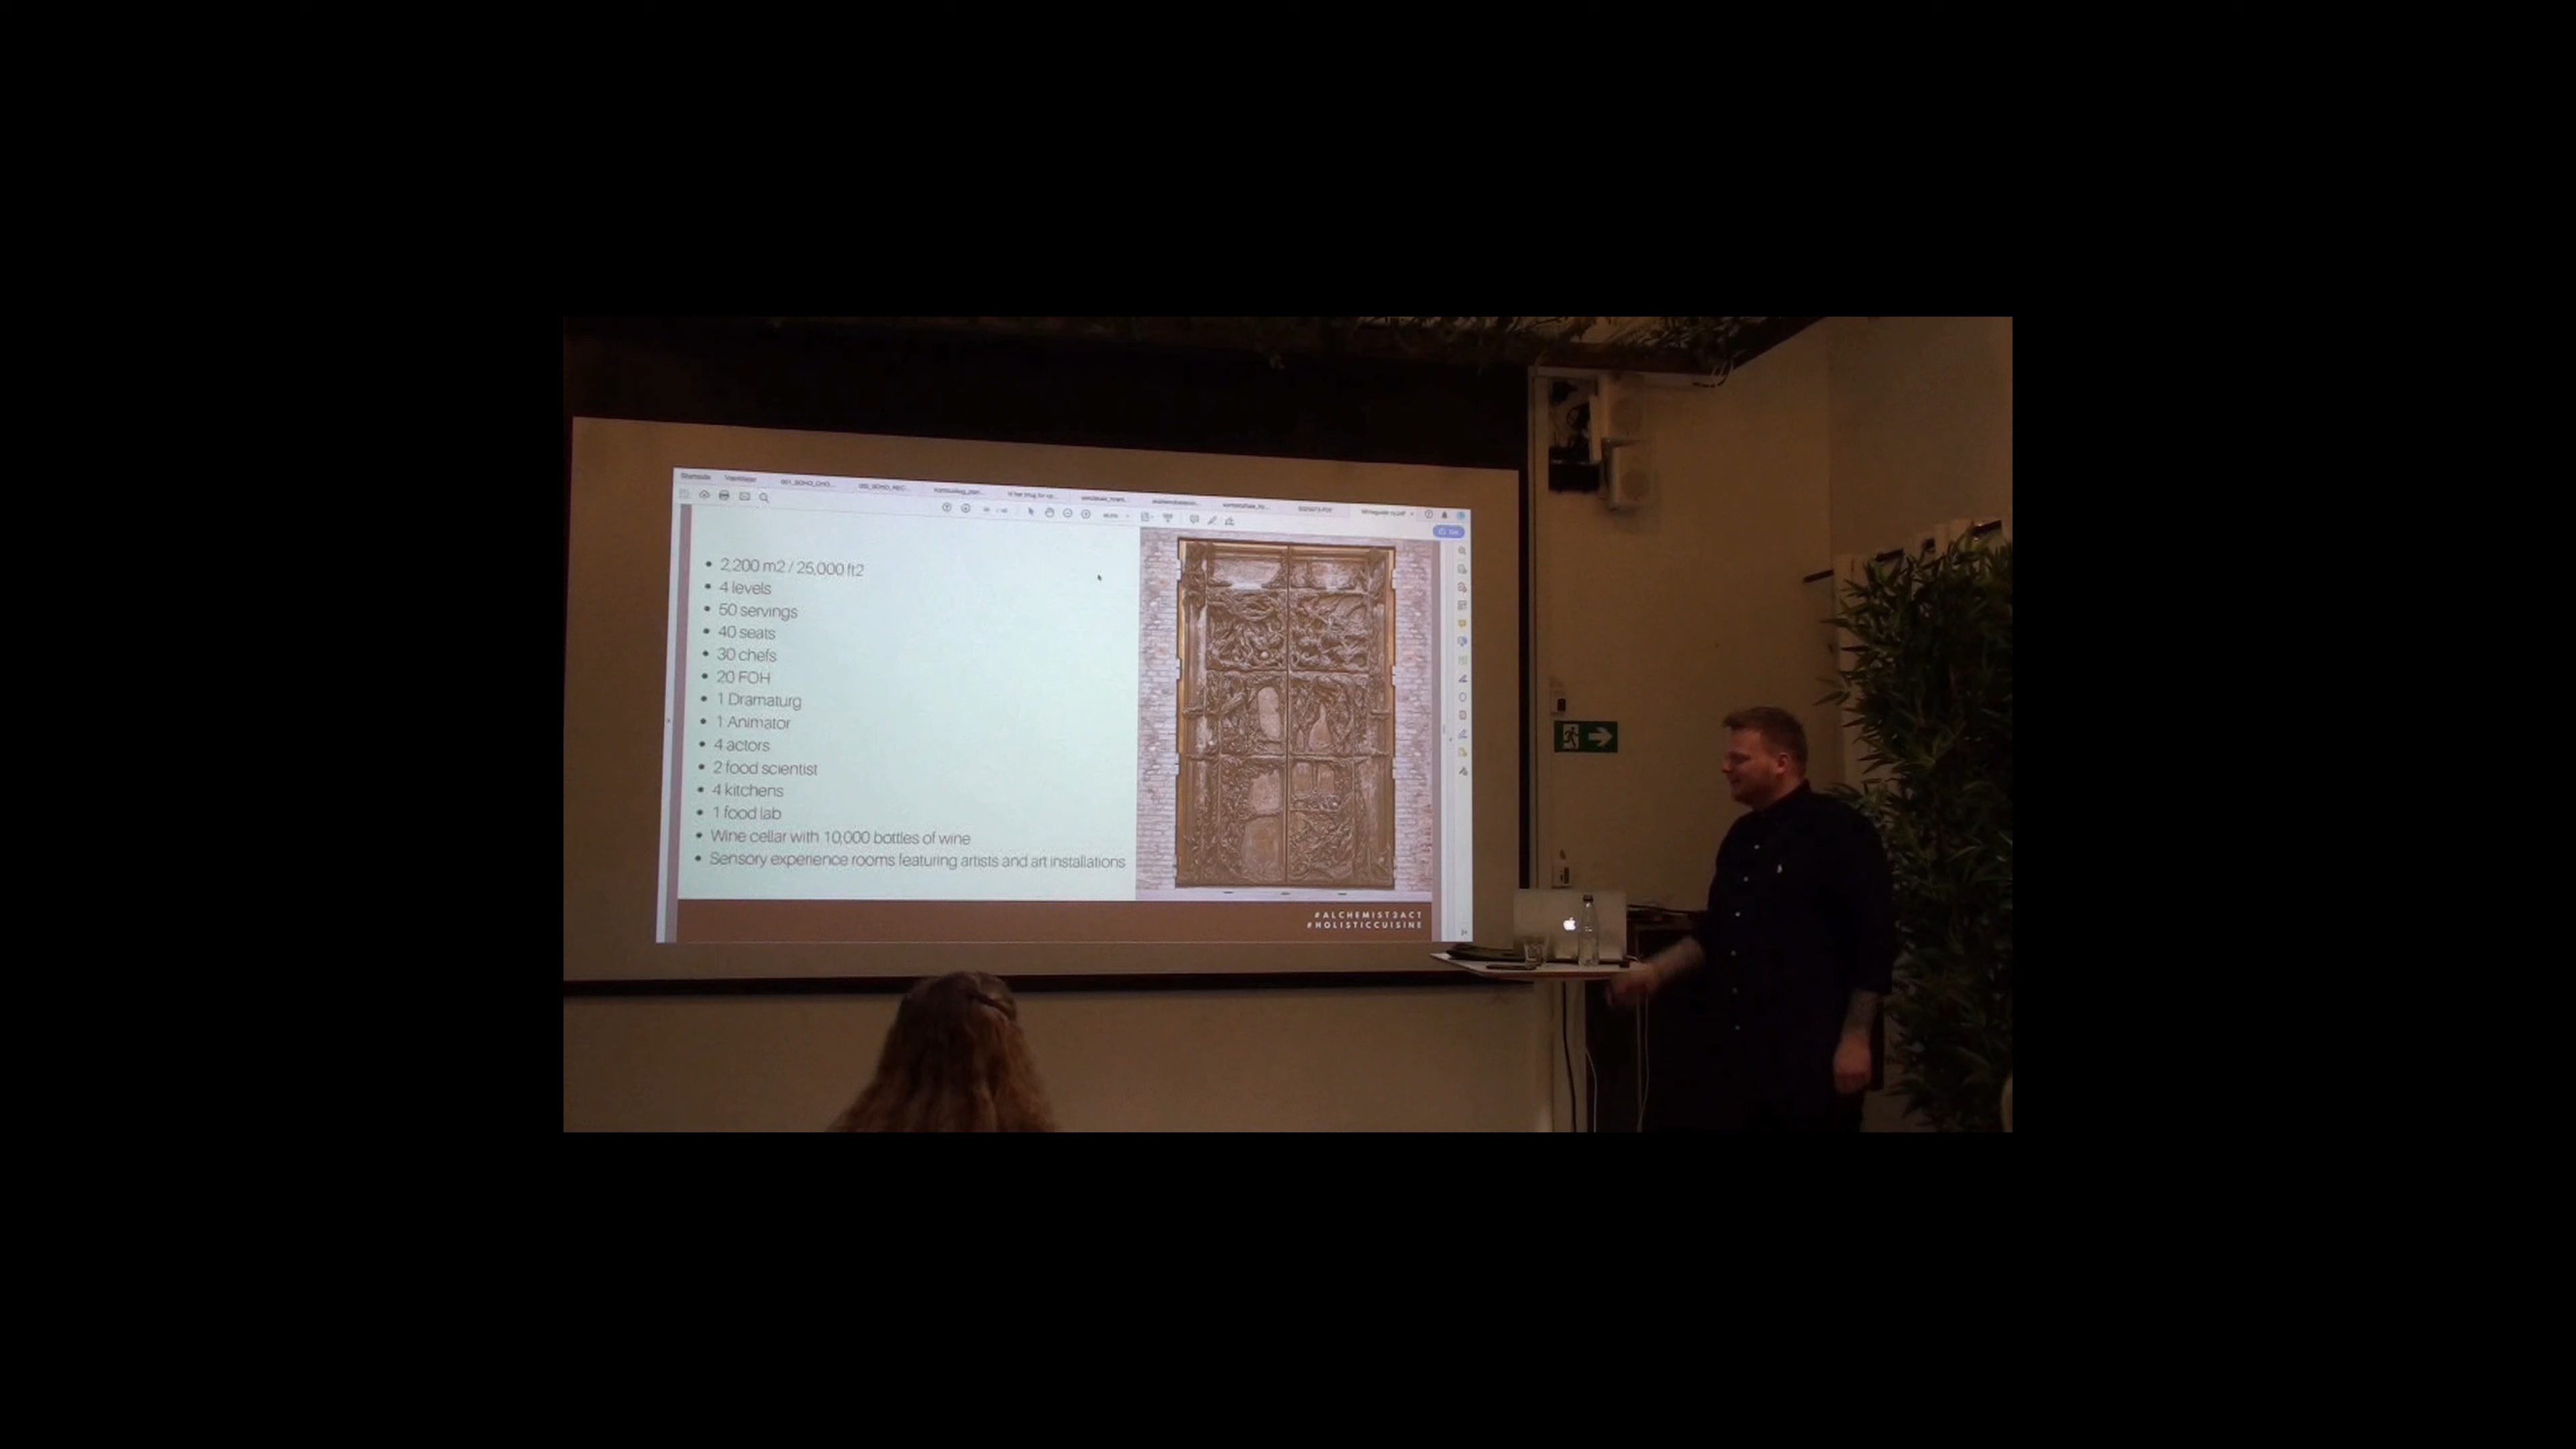 Startside Værktøjer
• 2,200 m2 / 25,000 ft2
• 4 levels
• 50 servings
• 40 seats
• 30 chefs
• 20 FOH
• 1 Dramaturg
• 1 Animator
• 4 actors
• 2 food scientist
• 4 kitchens
• 1 food lab
• Wine cellar with 10,000 bottles of wine
• Sensory experience rooms featuring artists and art installations
#ALCHEMIST2ACT
#HOLISTICCUISINE